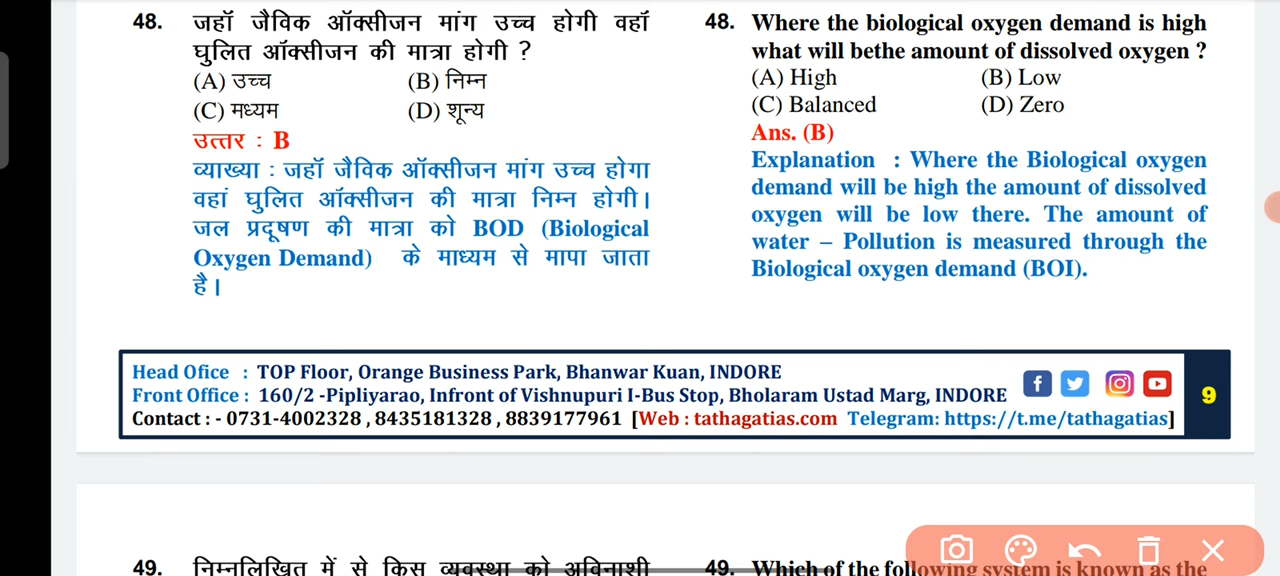 48. जहाँ जैविक ऑक्सीजन मांग उच्च होगी वहाँ
घुलित ऑक्सीजन की मात्रा होगी ?
(A) उच्च (B) निम्न
(C) मध्यम (D) शून्य
उत्तर : B
व्याख्या : जहाँ जैविक ऑक्सीजन मांग उच्च होगा
वहां घुलित ऑक्सीजन की मात्रा निम्न होगी।
जल प्रदूषण की मात्रा को BOD (Biological
Oxygen Demand) के माध्यम से मापा जाता
है।
48. Where the biological oxygen demand is high
what will bethe amount of dissolved oxygen ?
(A) High (B) Low
(C) Balanced (D) Zero
Ans. (B)
Explanation : Where the Biological oxygen
demand will be high the amount of dissolved
oxygen will be low there. The amount of
water – Pollution is measured through the
Biological oxygen demand (BOI).
Head Ofice : TOP Floor, Orange Business Park, Bhanwar Kuan, INDORE
Front Office : 160/2 -Pipliyarao, Infront of Vishnupuri I-Bus Stop, Bholaram Ustad Marg, INDORE
Contact : - 0731-4002328 , 8435181328 , 8839177961 [Web : tathagatias.com Telegram: https://t.me/tathagatias]
9
49. निम्नलिखित में से किस व्यवस्था को अविनाशी
49. Which of the following system is known as the